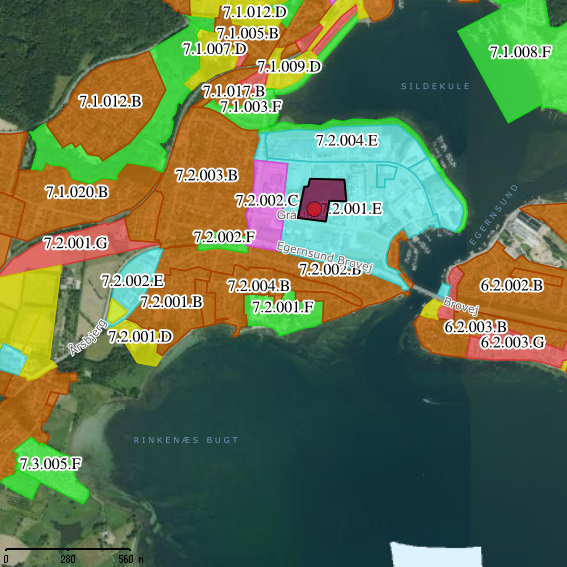 7.1.012.D
7.1.005.B
7.1.007.D
7.1.008.F
7.1.009.D
SILDEKULE
7.1.017.B
7.1.012.B
7.1.003.F
7.2.004.E
7.2.003.B
7.1.020.B
7.2.002.C
7.2.001.E
EGERNSUND
7.2.002.F
7.2.001.G
Egernsund Brovej
7.2.002.B
7.2.002.E
7.2.004.B
6.2.002.B
7.2.001.B
7.2.001.F
Brovej
6.2.003.B
7.2.001.D
Årsbjerg
6.2.003.G
RINKENÆS BUGT
7.3.005.F
0 280 560 m